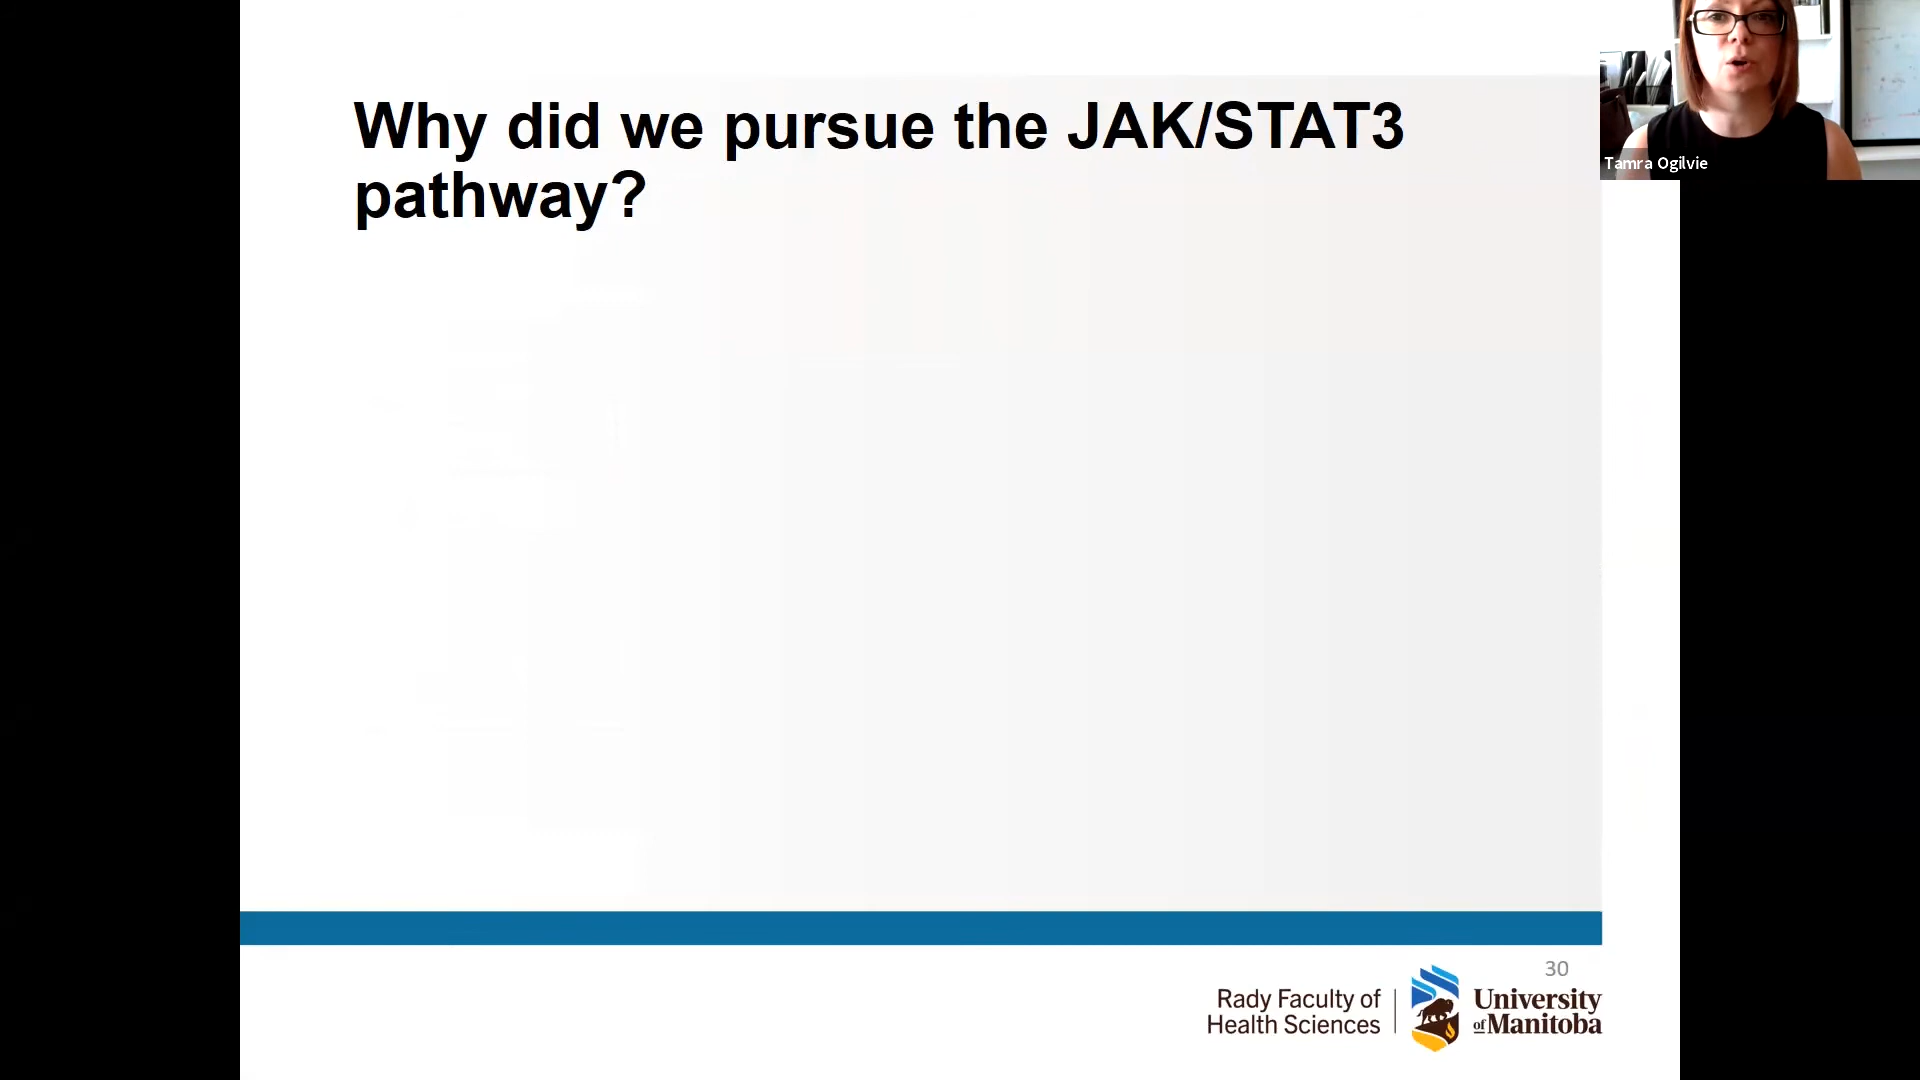 Why did we pursue the JAK/STAT3
pathway?
Tamra Ogilvie
30
Rady Faculty of
Health Sciences
University
of Manitoba